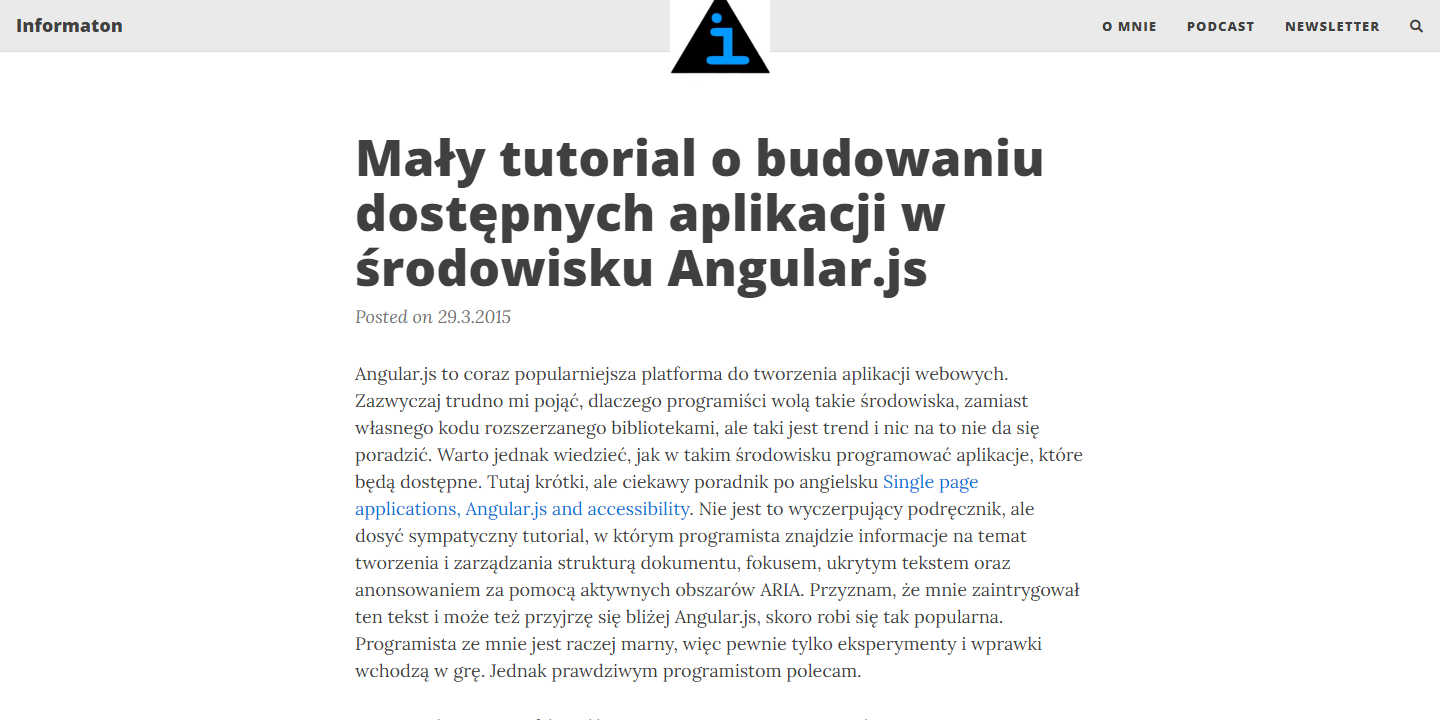 Informaton
i
O MNIE
PODCAST
NEWSLETTER
Mały tutorial o budowaniu
dostępnych aplikacji w
środowisku Angular.js
Posted on 29.3.2015
Angular.js to coraz popularniejsza platforma do tworzenia aplikacji webowych.
Zazwyczaj trudno mi pojąć, dlaczego programiści wolą takie środowiska, zamiast
własnego kodu rozszerzanego bibliotekami, ale taki jest trend i nic na to nie da się
poradzić. Warto jednak wiedzieć, jak w takim środowisku programować aplikacje, które
będą dostępne. Tutaj krótki, ale ciekawy poradnik po angielsku Single page
applications, Angular.js and accessibility. Nie jest to wyczerpujący podręcznik, ale
dosyć sympatyczny tutorial, w którym programista znajdzie informacje na temat
tworzenia i zarządzania strukturą dokumentu, fokusem, ukrytym tekstem oraz
anonsowaniem za pomocą aktywnych obszarów ARIA. Przyznam, że mnie zaintrygował
ten tekst i może też przyjrzę się bliżej Angular.js, skoro robi się tak popularna.
Programista ze mnie jest raczej marny, więc pewnie tylko eksperymenty i wprawki
wchodzą w grę. Jednak prawdziwym programistom polecam.